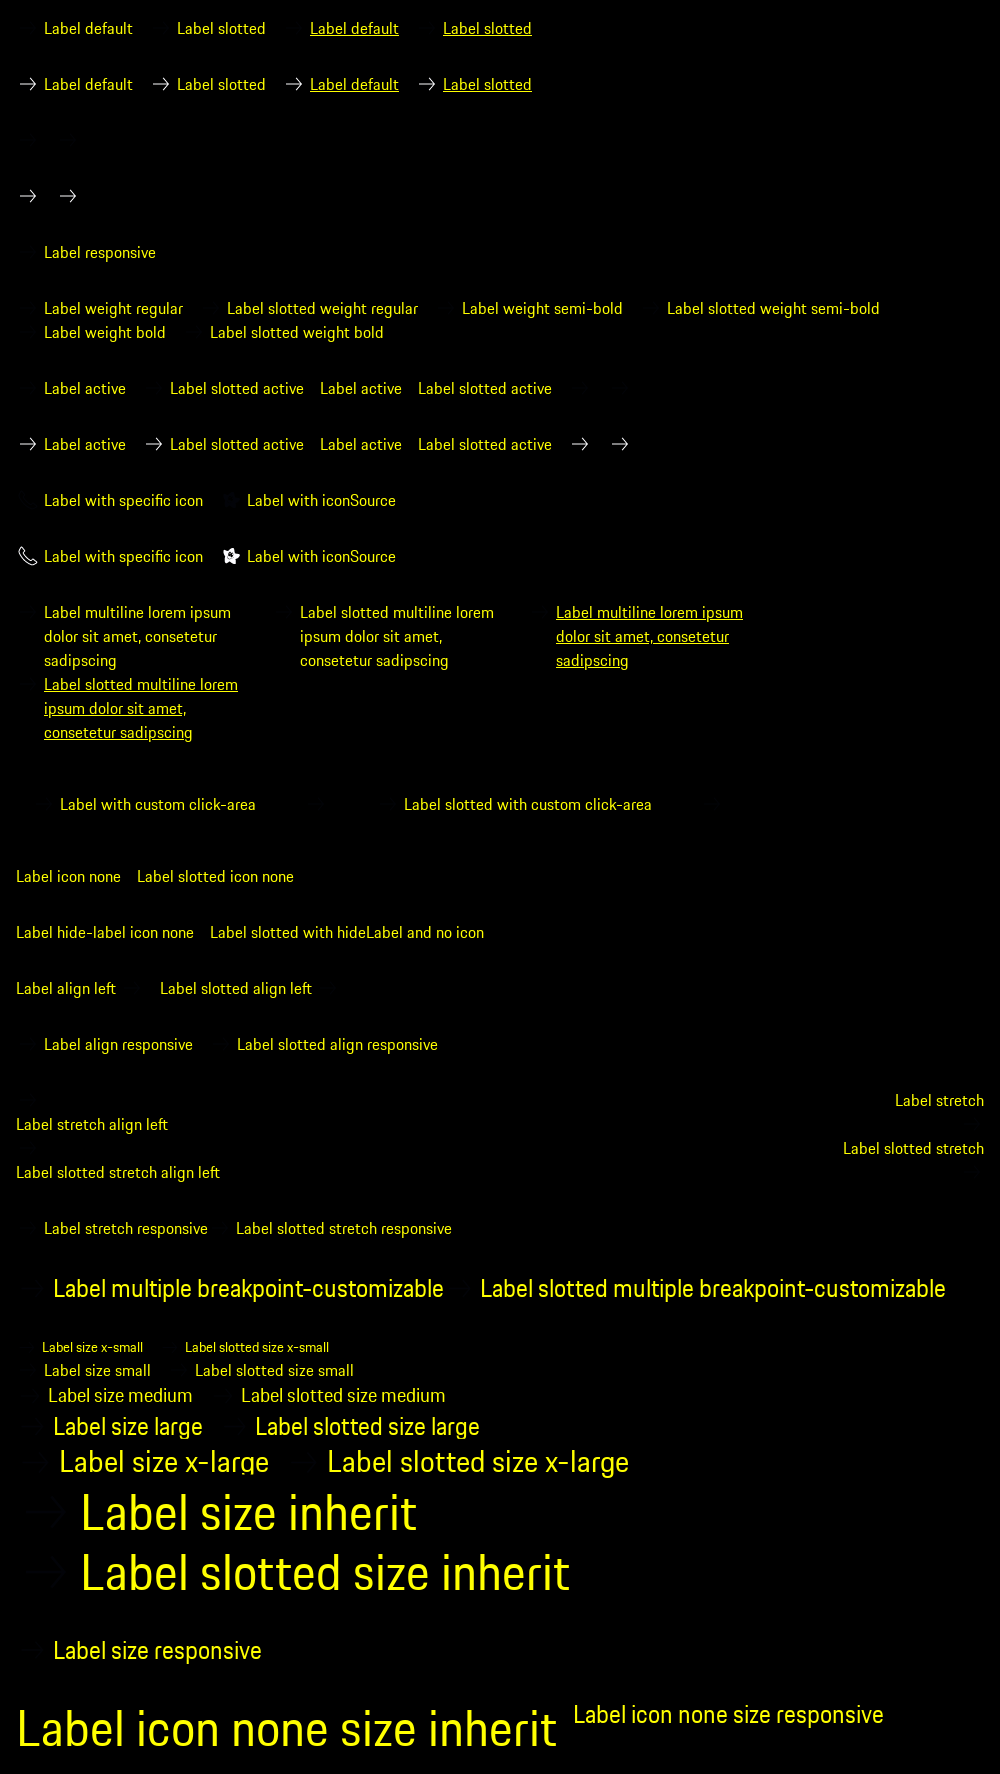 Label default Label slotted Label default Label slotted
Label default Label slotted Label default Label slotted
Label responsive
Label weight regular Label slotted weight regular Label weight semi-bold Label slotted weight semi-bold
Label weight bold Label slotted weight bold
Label active Label slotted active Label active Label slotted active
Label active Label slotted active Label active Label slotted active
Label with specific icon Label with iconSource
Label with specific icon Label with iconSource
Label multiline lorem ipsum Label slotted multiline lorem Label multiline lorem ipsum
dolor sit amet, consetetur ipsum dolor sit amet, dolor sit amet, consetetur
sadipscing consetetur sadipscing sadipscing
Label slotted multiline lorem
ipsum dolor sit amet,
consetetur sadipscing
Label with custom click-area Label slotted with custom click-area
Label icon none Label slotted icon none
Label hide-label icon none Label slotted with hideLabel and no icon
Label align left Label slotted align left
Label align responsive Label slotted align responsive
Label stretch
Label stretch align left
Label slotted stretch
Label slotted stretch align left
Label stretch responsive Label slotted stretch responsive
Label multiple breakpoint-customizable Label slotted multiple breakpoint-customizable
Label size x-small Label slotted size x-small
Label size small Label slotted size small
Label size medium Label slotted size medium
Label size large Label slotted size large
Label size x-large Label slotted size x-large
Label size inherit
Label slotted size inherit
Label size responsive
Label icon none size inherit Label icon none size responsive